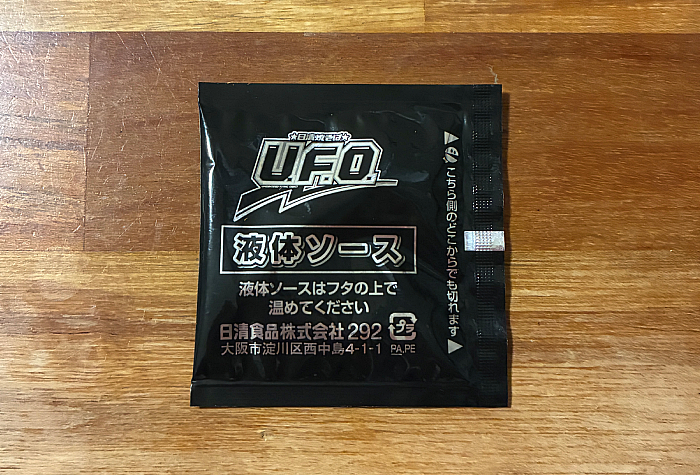 日清焼そば
U.F.O.
液体ソース
液体ソースはフタの上で
温めてください
日清食品株式会社 292
大阪市淀川区西中島4-1-1
プラ
PA,PE
こちら側のどこからでも切れます